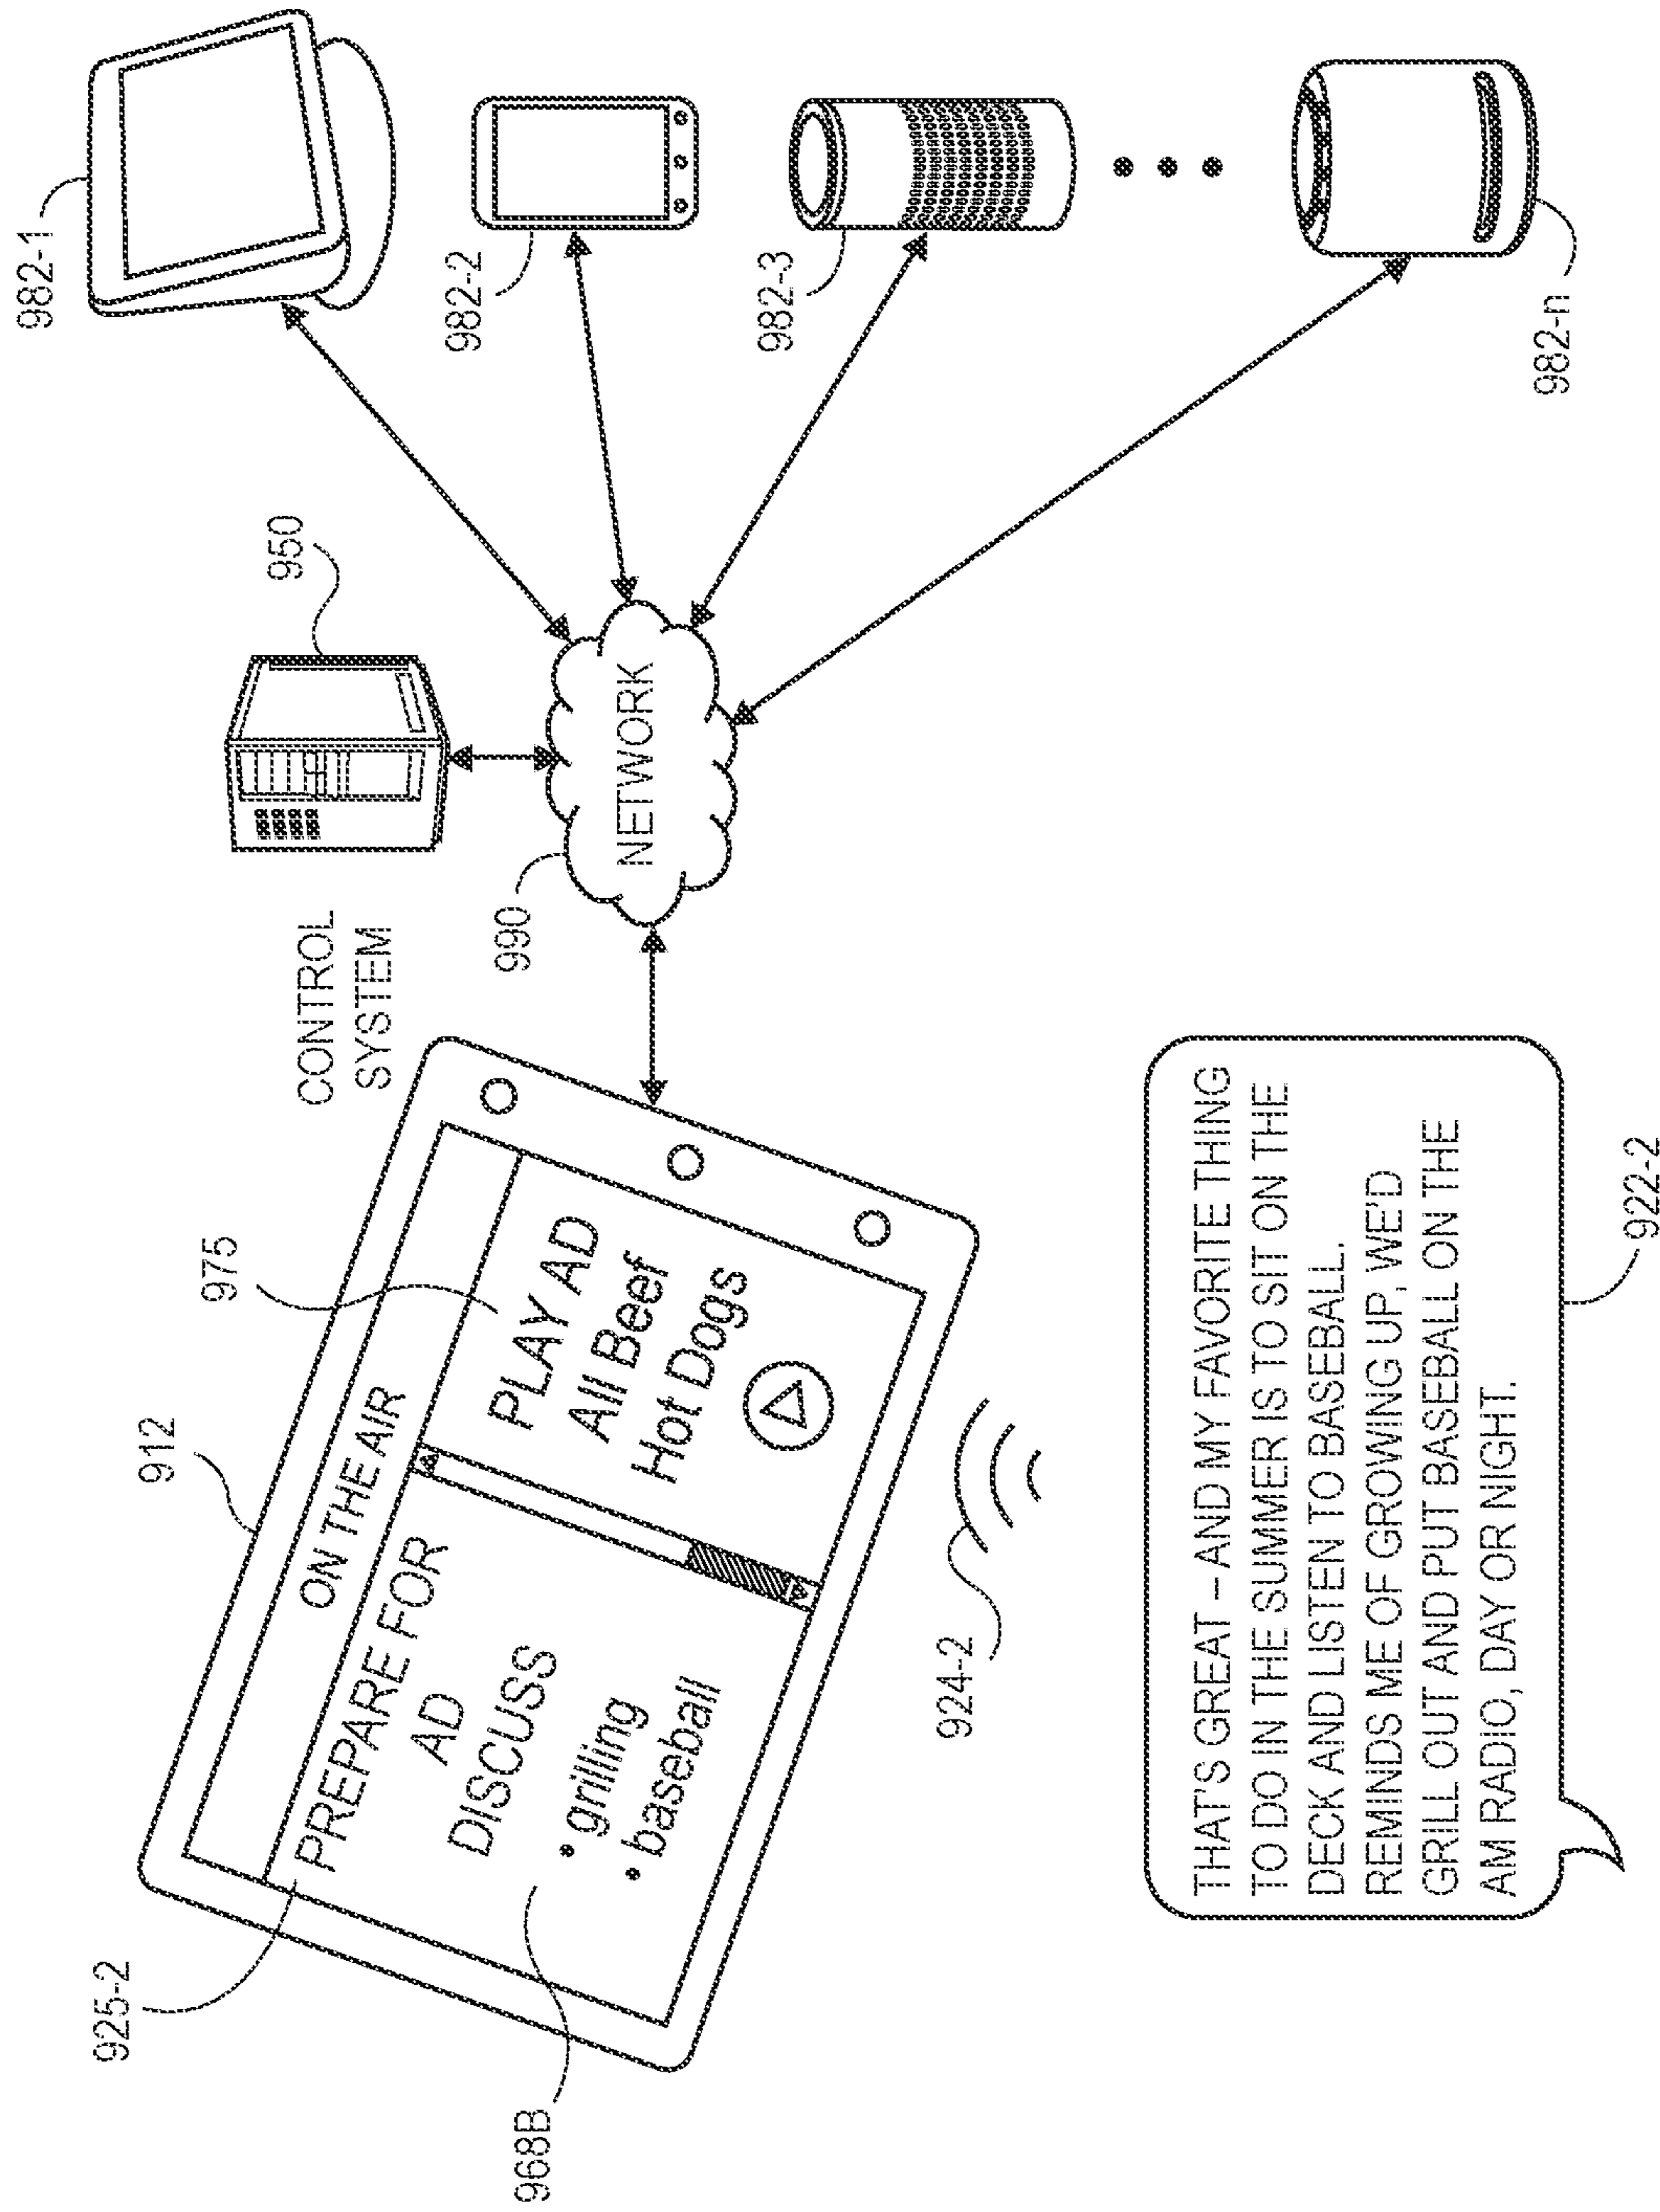 925-2
912
975
CONTROL
SYSTEM
950
982-1
ON THE AIR
PREPARE FOR
AD
DISCUSS
• grilling
• baseball
PLAY AD
All Beef
Hot Dogs
968B
924-2
990
NETWORK
982-2
982-3
982-n
THAT'S GREAT – AND MY FAVORITE THING
TO DO IN THE SUMMER IS TO SIT ON THE
DECK AND LISTEN TO BASEBALL.
REMINDS ME OF GROWING UP, WE'D
GRILL OUT AND PUT BASEBALL ON THE
AM RADIO, DAY OR NIGHT.
922-2